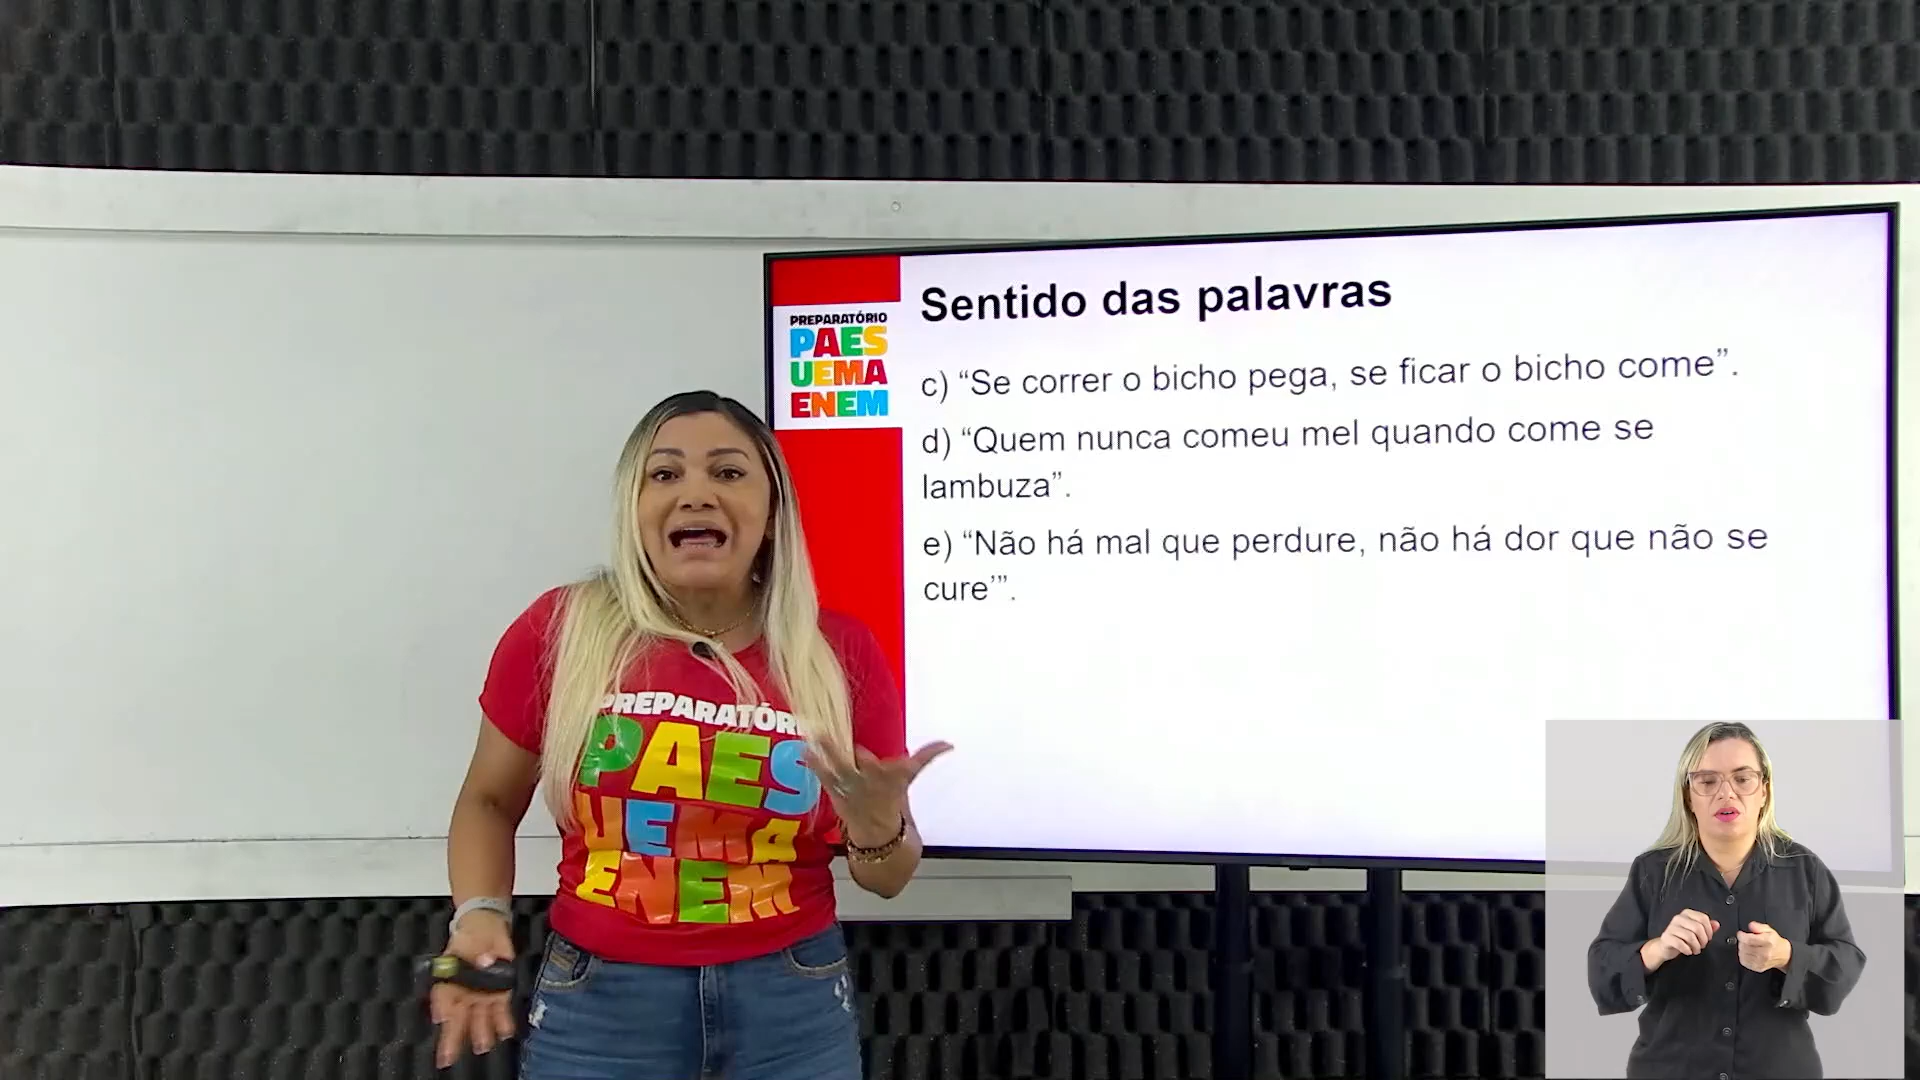 Sentido das palavras
PREPARATÓRIO
PAES
UEMA
ENEM
c) “Se correr o bicho pega, se ficar o bicho come”.
d) “Quem nunca comeu mel quando come se
lambuza”.
e) “Não há mal que perdure, não há dor que não se
cure’”.
PREPARATÓRI
PAES
UEMA
ENEM